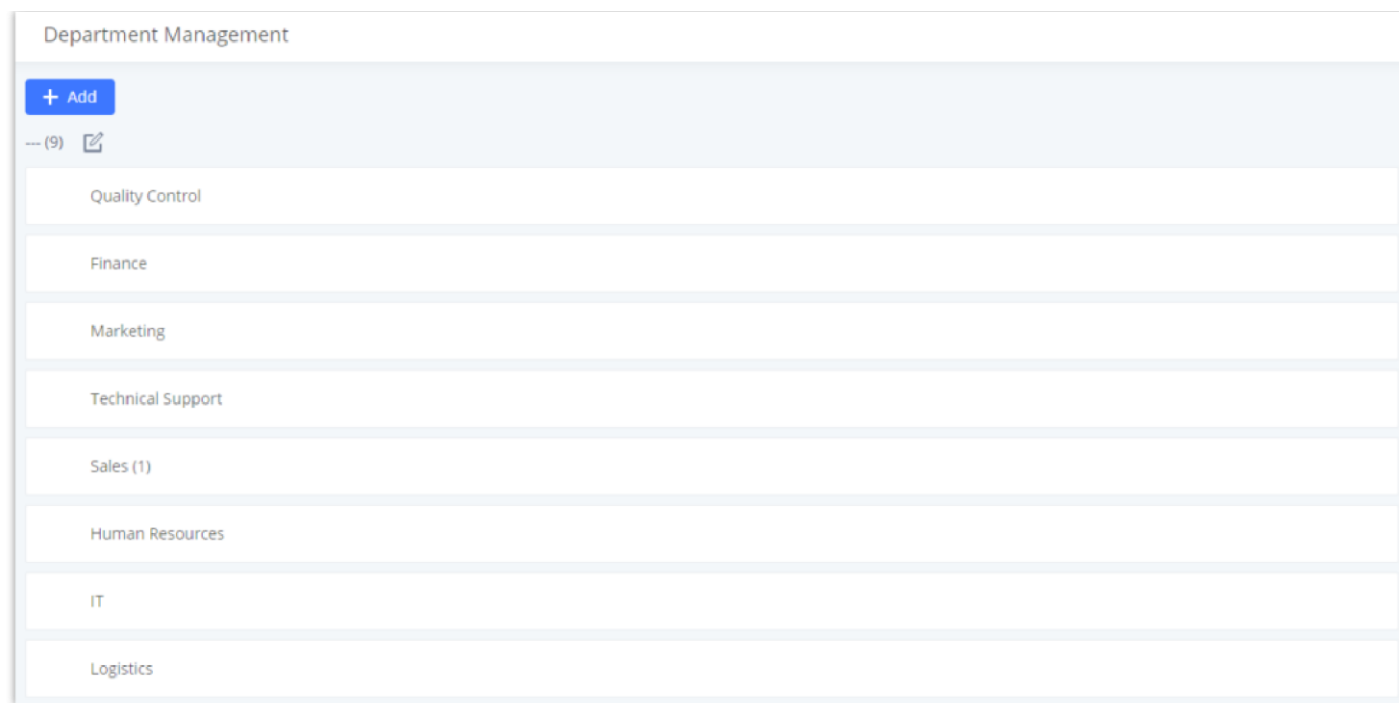 Department Management
+ Add
--- (9)
Quality Control
Finance
Marketing
Technical Support
Sales (1)
Human Resources
IT
Logistics